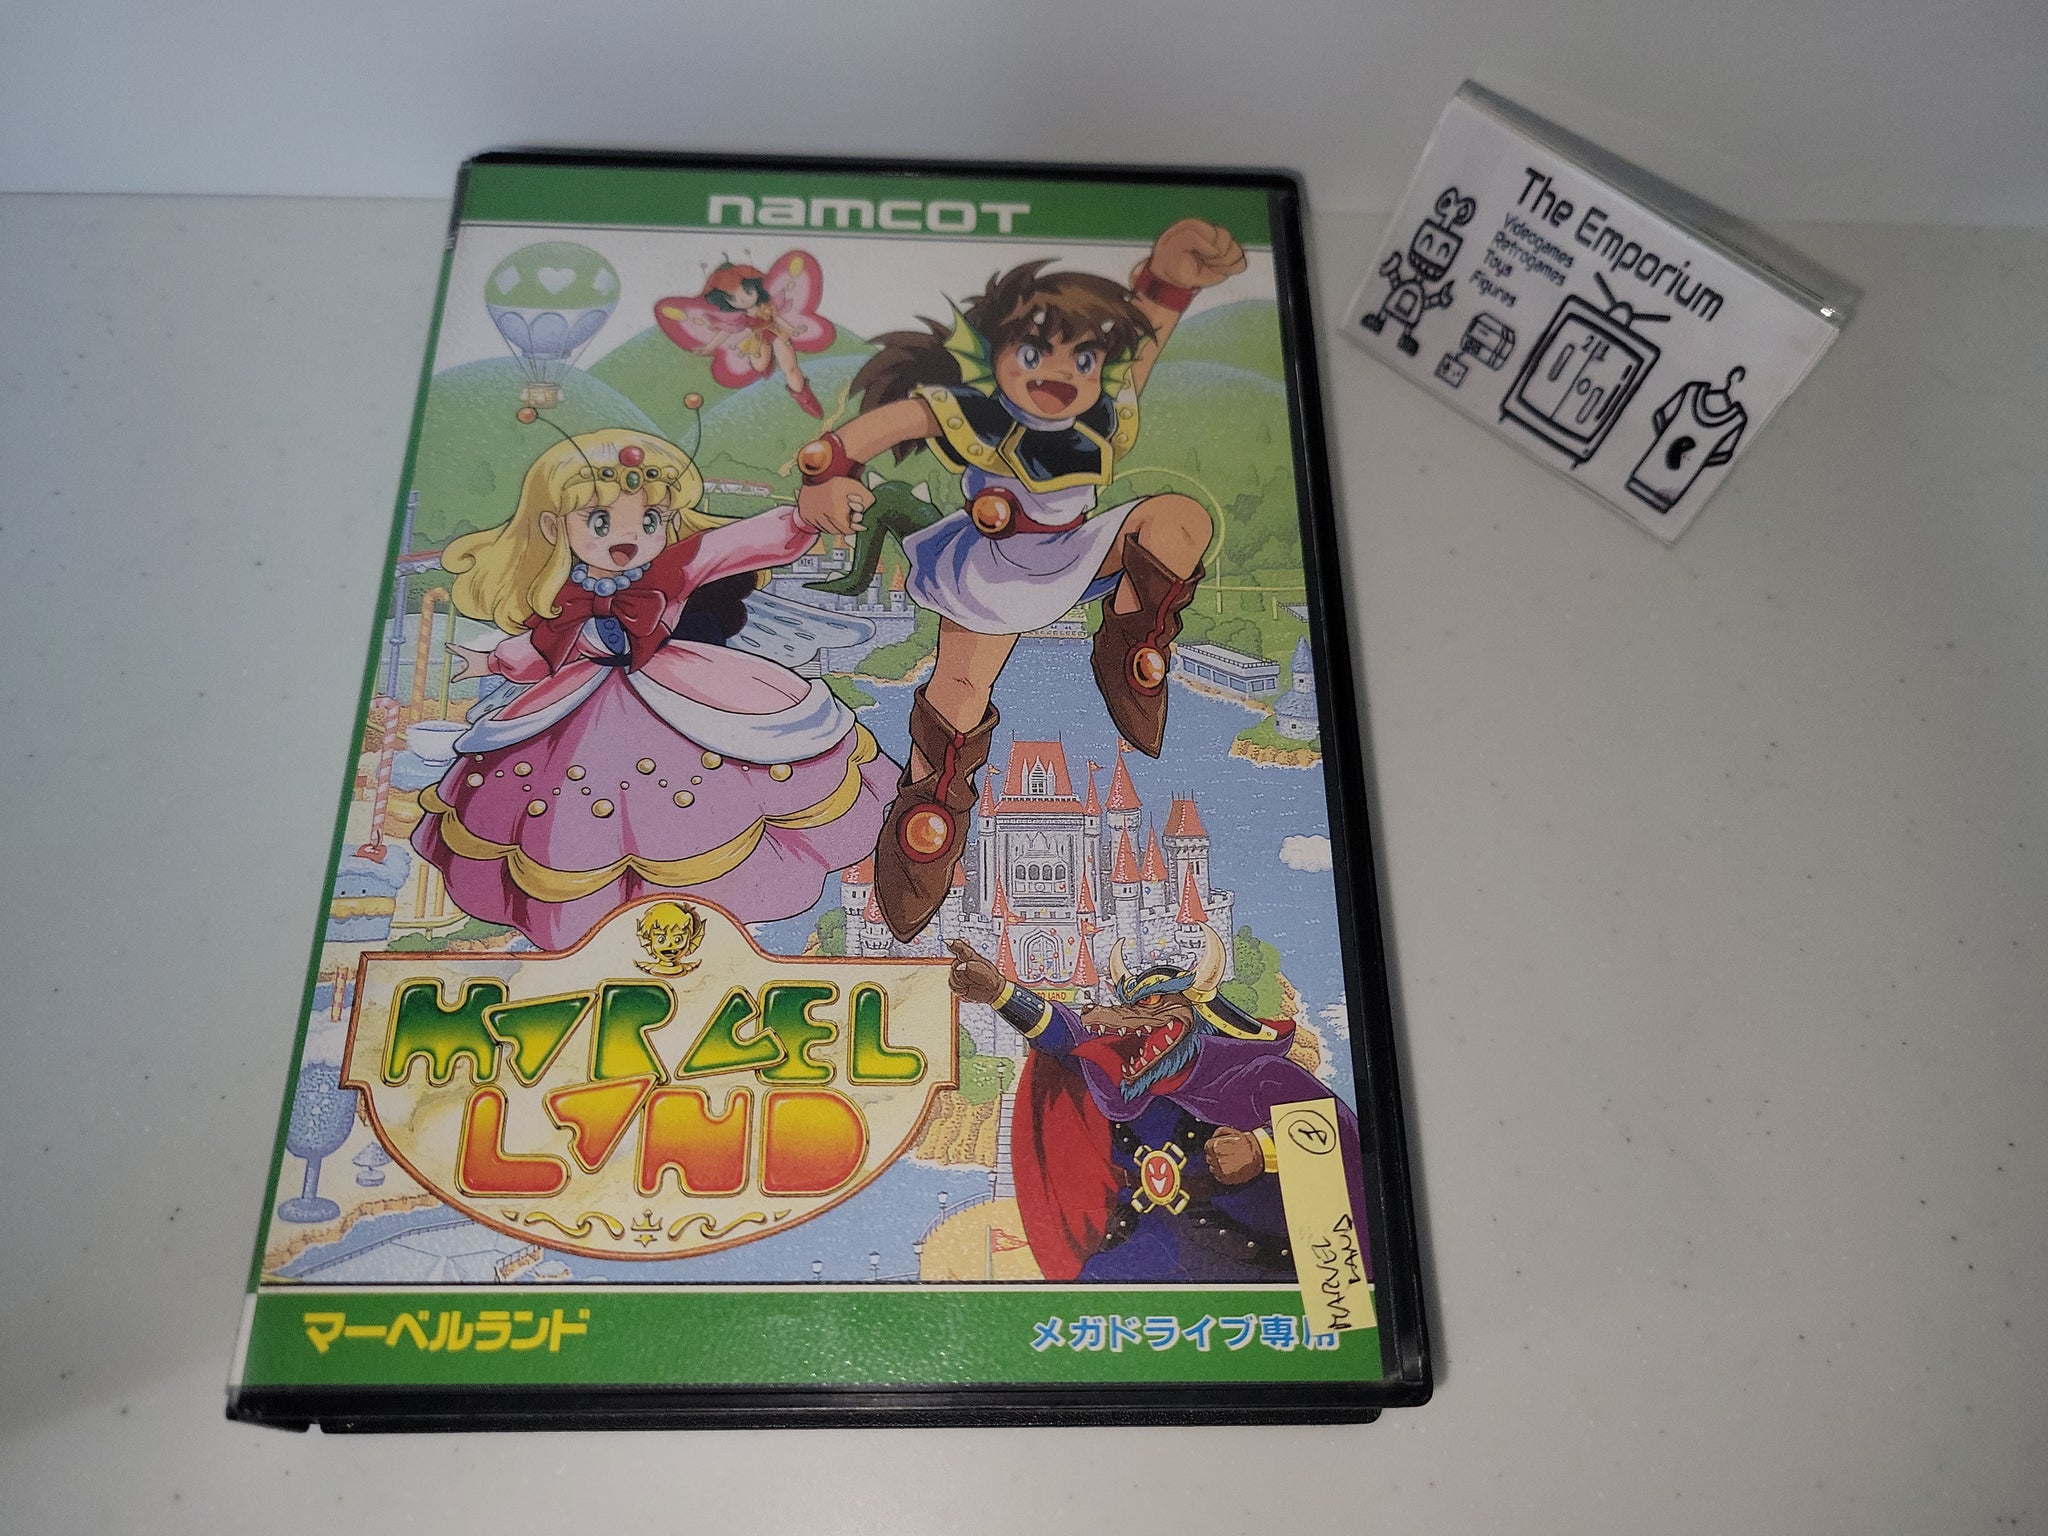 namcot
MARVEL
LAND
マーベルランド
メガドライブ専用
MARVEL
LAND
The Emporium
Videogames
Retrogames
Toys
Figures